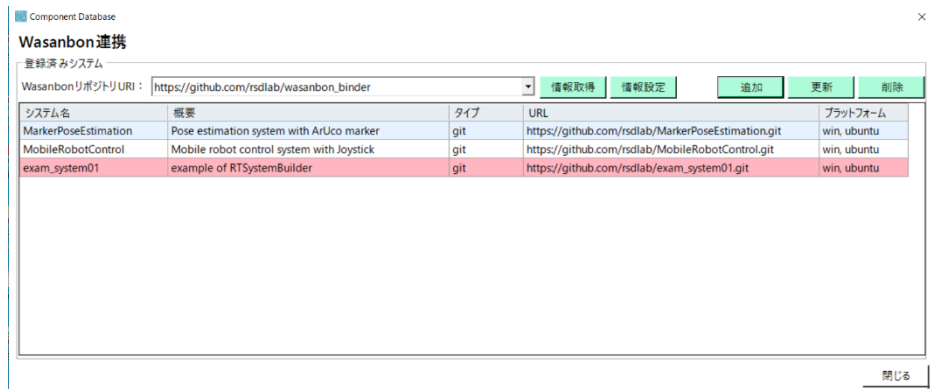 Component Database
Wasanbon連携
登録済みシステム
WasanbonリポジトリURI： https://github.com/rsdlab/wasanbon_binder 情報取得 情報設定 追加 更新 削除
システム名 概要 タイプ URL プラットフォーム
MarkerPoseEstimation Pose estimation system with ArUco marker git https://github.com/rsdlab/MarkerPoseEstimation.git win, ubuntu
MobileRobotControl Mobile robot control system with Joystick git https://github.com/rsdlab/MobileRobotControl.git win, ubuntu
exam_system01 example of RTSystemBuilder git https://github.com/rsdlab/exam_system01.git win, ubuntu
閉じる